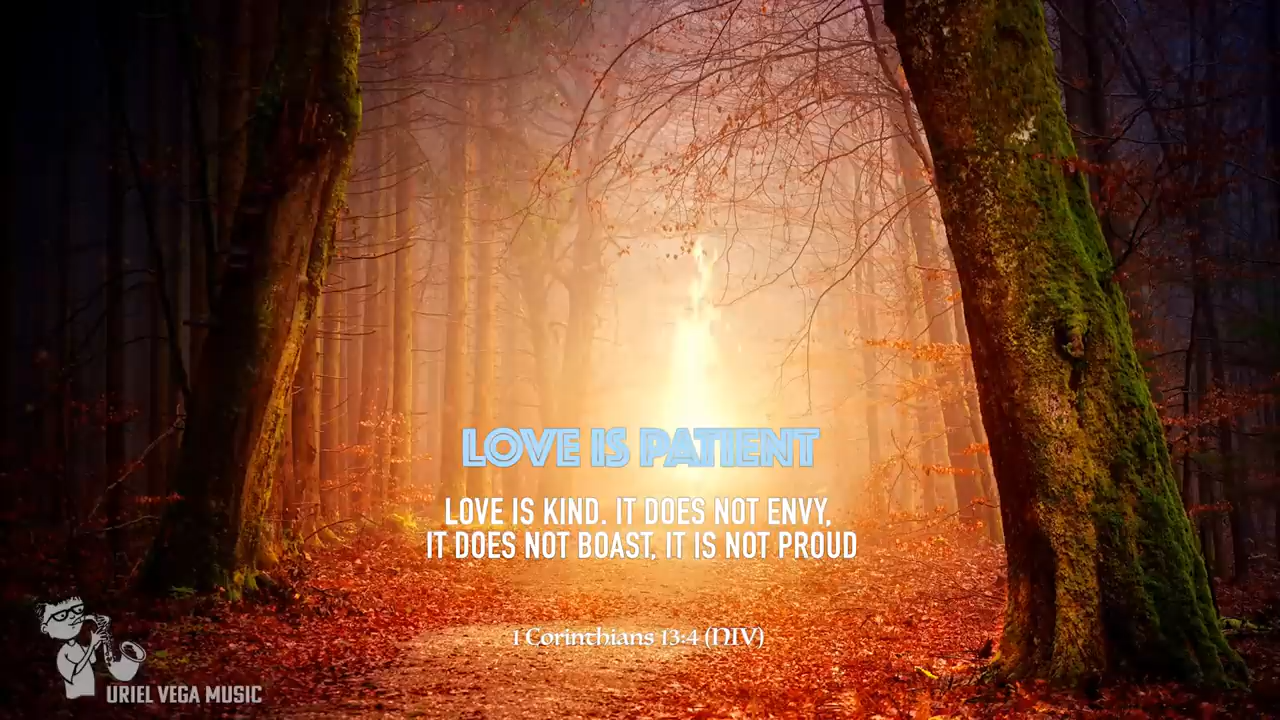 LOVE IS PATIENT
LOVE IS KIND. IT DOES NOT ENVY,
IT DOES NOT BOAST, IT IS NOT PROUD
1 Corinthians 13:4 (NIV)
URIEL VEGA MUSIC